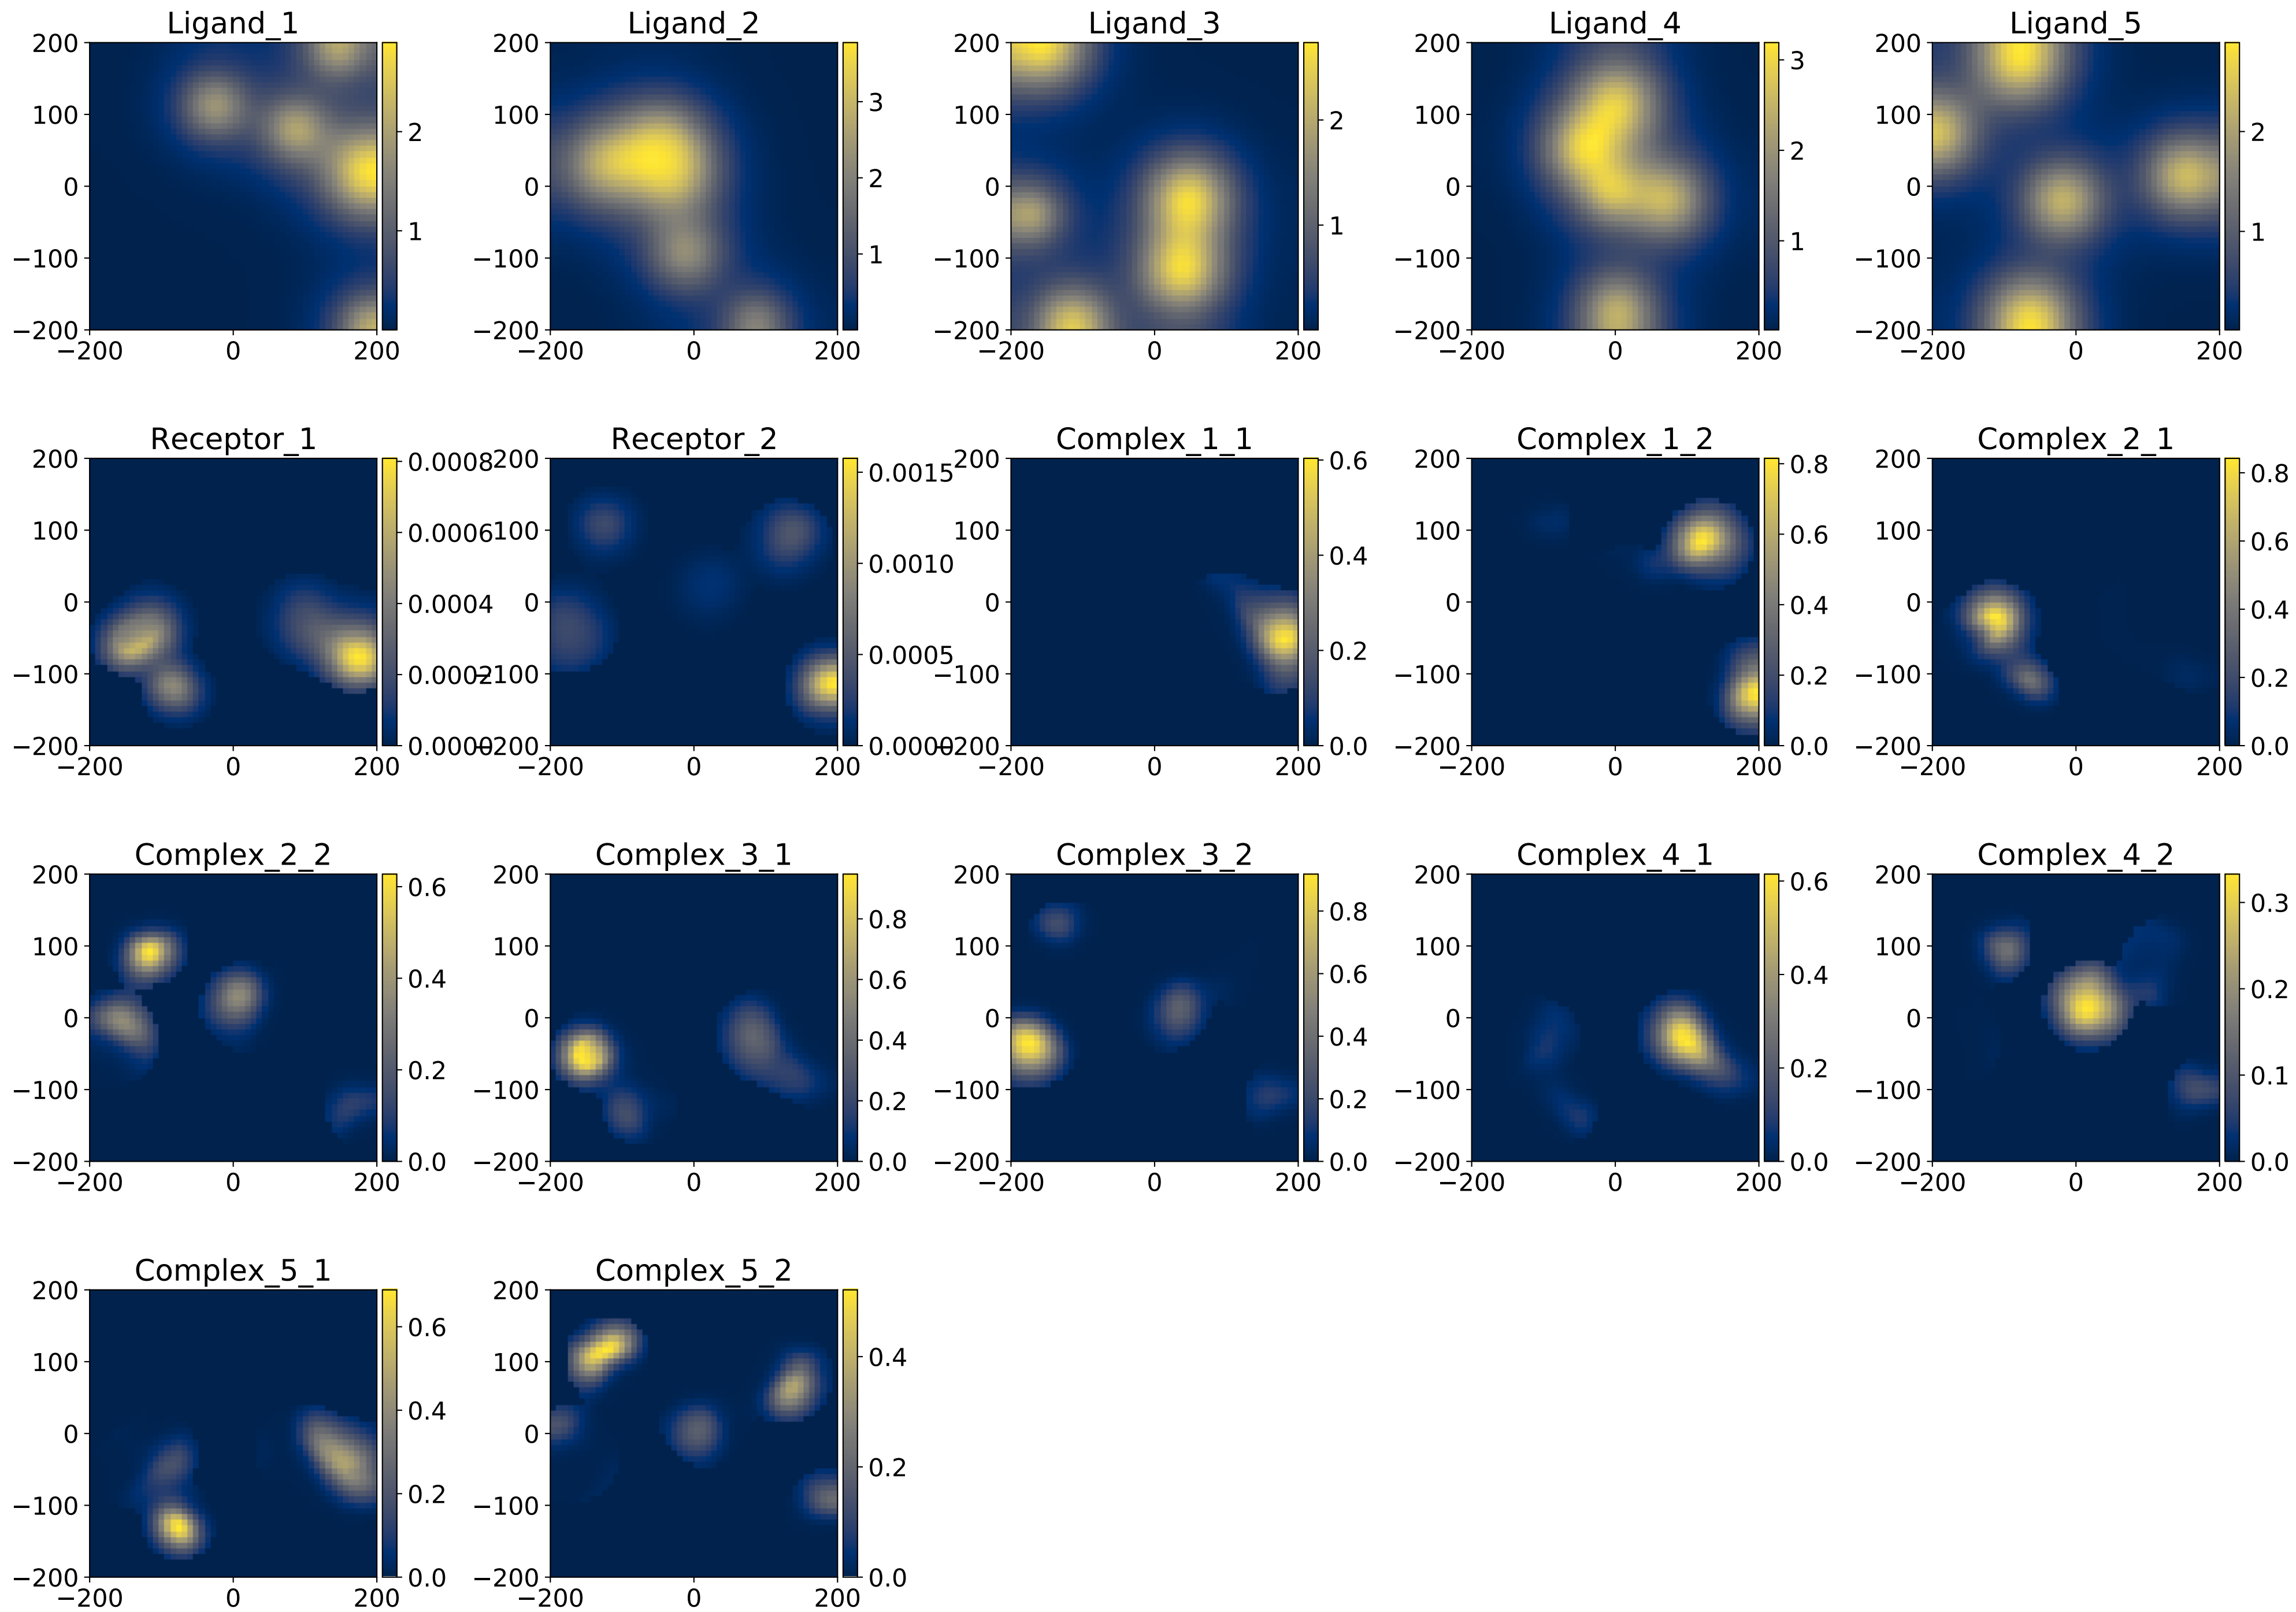 Ligand_1 Ligand_2 Ligand_3 Ligand_4 Ligand_5
200 200 200 200 200
3
3
100 100 100 100 100
2 2 2
2 2
0 0 0 0 0
1 1 1
1 1
−100 −100 −100 −100 −100
−200 −200 −200 −200 −200
−200 0 200 −200 0 200 −200 0 200 −200 0 200 −200 0 200
Receptor_1 Receptor_2 Complex_1_1 Complex_1_2 Complex_2_1
200 0.0008 200 0.0015 200 0.6 200 0.8 200 0.8
100 0.0006 100 0.0010 100 0.4 100 0.6 100 0.6
0 0.0004 0 0 0 0.4 0 0.4
−100 0.0002 −100 0.0005 −100 0.2 −100 0.2 −100 0.2
−200 0.0000 −200 0.0000 −200 0.0 −200 0.0 −200 0.0
−200 0 200 −200 0 200 −200 0 200 −200 0 200 −200 0 200
Complex_2_2 Complex_3_1 Complex_3_2 Complex_4_1 Complex_4_2
200 0.6 200 200 0.8 200 0.6 200 0.3
100 0.4 100 0.8 100 0.6 100 0.4 100 0.2
0 0 0.6 0 0.4 0 0
−100 0.2 −100 0.4 −100 0.2 −100 0.2 −100 0.1
−200 0.0 −200 0.2 −200 0.0 −200 0.0 −200 0.0
0.0
−200 0 200 −200 0 200 −200 0 200 −200 0 200 −200 0 200
Complex_5_1 Complex_5_2
200 0.6 200
100 0.4 100 0.4
0 0
−100 0.2 −100 0.2
−200 0.0 −200 0.0
−200 0 200 −200 0 200